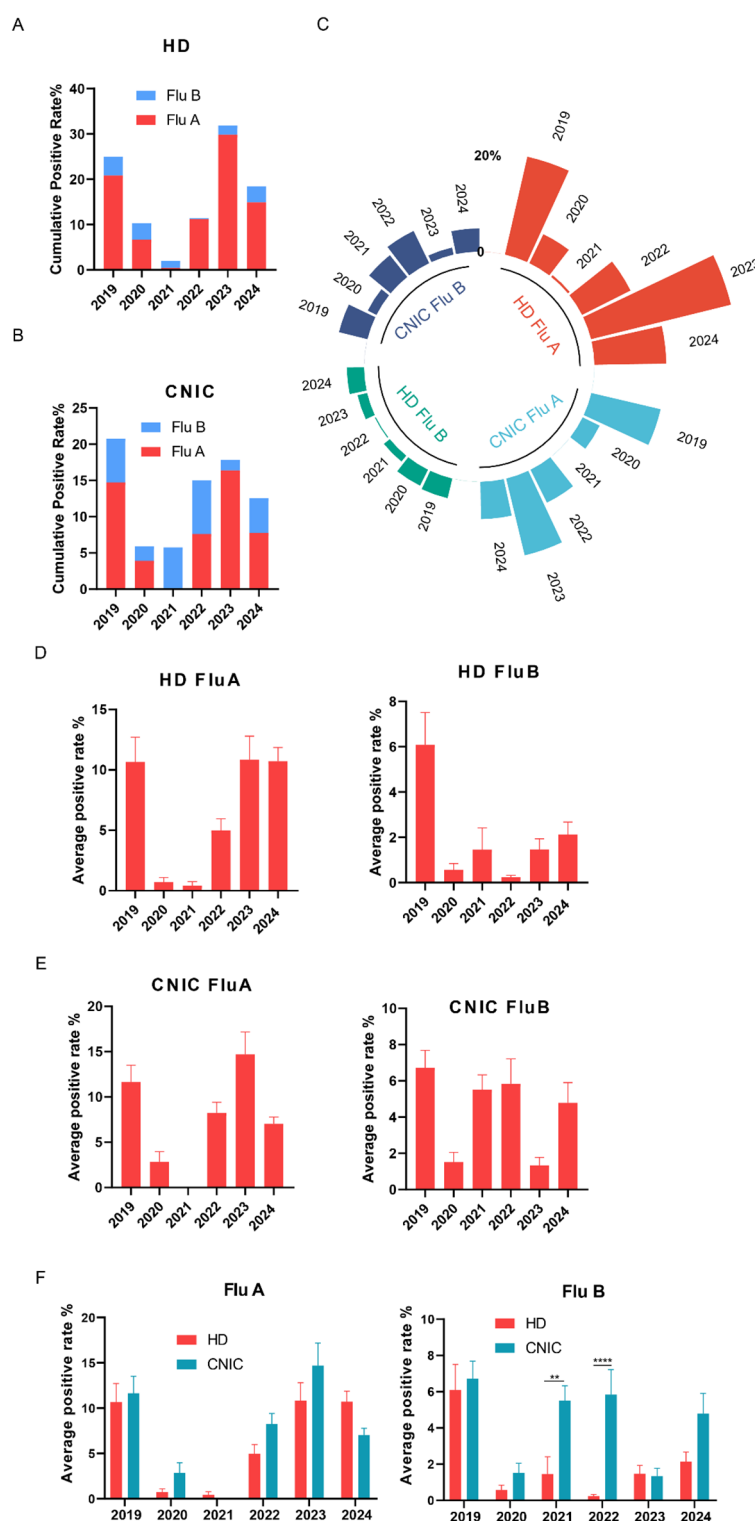 A
HD
Cumulative Positive Rate%
40
30
20
10
0
Flu B
Flu A
2019
2020
2021
2022
2023
2024
B
CNIC
Cumulative Positive Rate%
25
20
15
10
5
0
Flu B
Flu A
2019
2020
2021
2022
2023
2024
C
20%
0
HD Flu A
2019
2020
2021
2022
2023
2024
CNIC Flu A
2019
2020
2021
2022
2023
2024
HD Flu B
2019
2020
2021
2022
2023
2024
CNIC Flu B
2019
2020
2021
2022
2023
2024
D
HD FluA
Average positive rate %
15
10
5
0
2019
2020
2021
2022
2023
2024
HD FluB
Average positive rate %
8
6
4
2
0
2019
2020
2021
2022
2023
2024
E
CNIC FluA
Average positive rate %
20
15
10
5
0
2019
2020
2021
2022
2023
2024
CNIC FluB
Average positive rate %
10
8
6
4
2
0
2019
2020
2021
2022
2023
2024
F
Flu A
Average positive rate %
20
15
10
5
0
HD
CNIC
2019 2020 2021 2022 2023 2024
Flu B
Average positive rate %
10
8
6
4
2
0
HD
CNIC
**
****
2019 2020 2021 2022 2023 2024